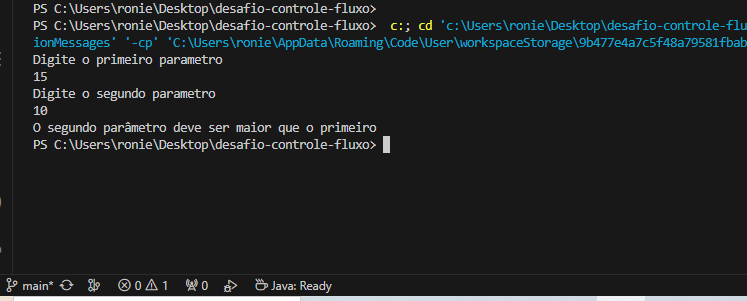 PS C:\Users\ronie\Desktop\desafio-controle-fluxo>
PS C:\Users\ronie\Desktop\desafio-controle-fluxo>  c:; cd 'c:\Users\ronie\Desktop\desafio-controle-flu
ionMessages' '-cp' 'C:\Users\ronie\AppData\Roaming\Code\User\workspaceStorage\9b477e4a7c5f48a79581fbab
Digite o primeiro parametro
15
Digite o segundo parametro
10
O segundo parâmetro deve ser maior que o primeiro
PS C:\Users\ronie\Desktop\desafio-controle-fluxo>
main* 0 1 0 Java: Ready